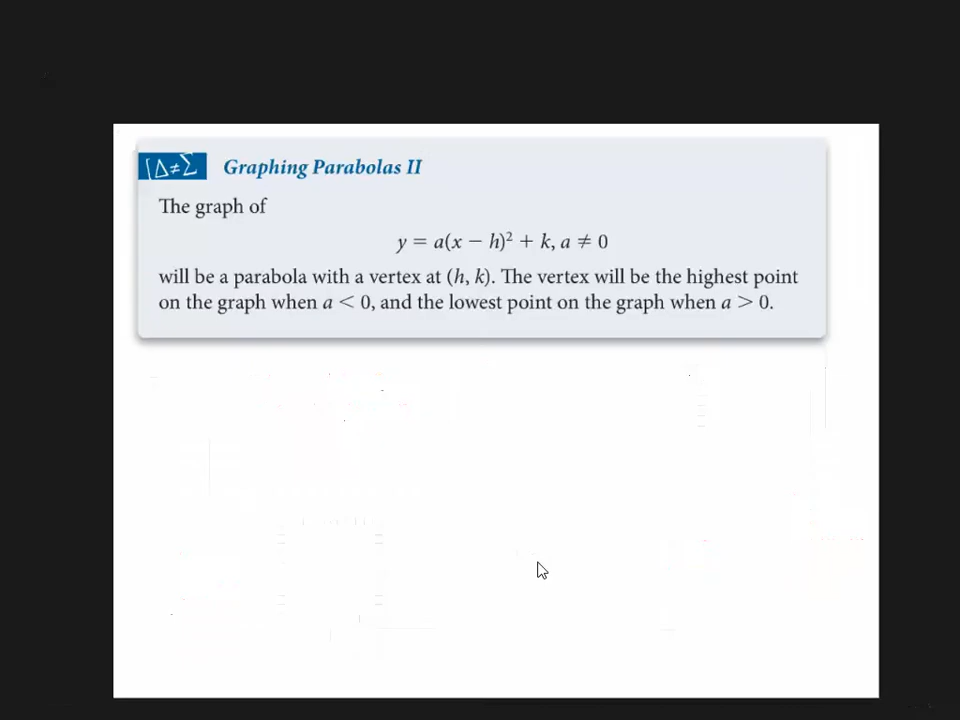 [Δ≠Σ Graphing Parabolas II
The graph of
y = a(x − h)² + k, a ≠ 0
will be a parabola with a vertex at (h, k). The vertex will be the highest point
on the graph when a < 0, and the lowest point on the graph when a > 0.